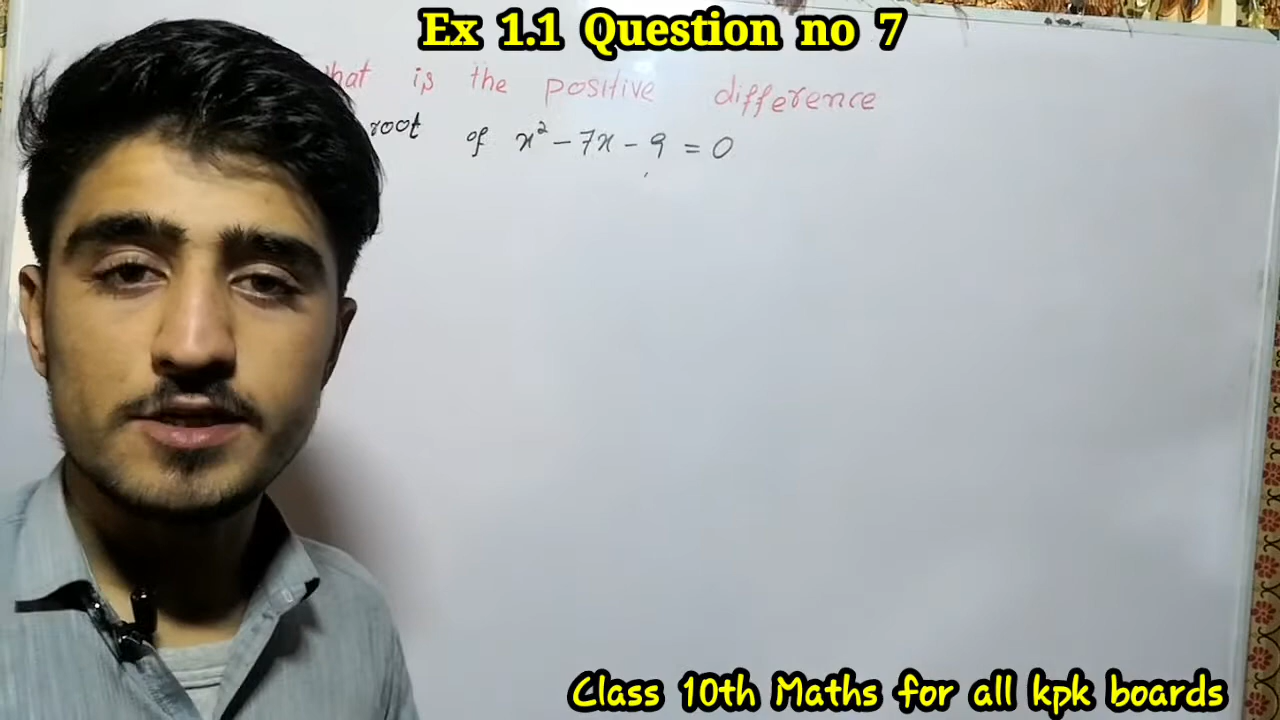 Ex 1.1 Question no 7
hat is the positive difference
root of x² - 7x - 9 = 0
Class 10th Maths for all kpk boards